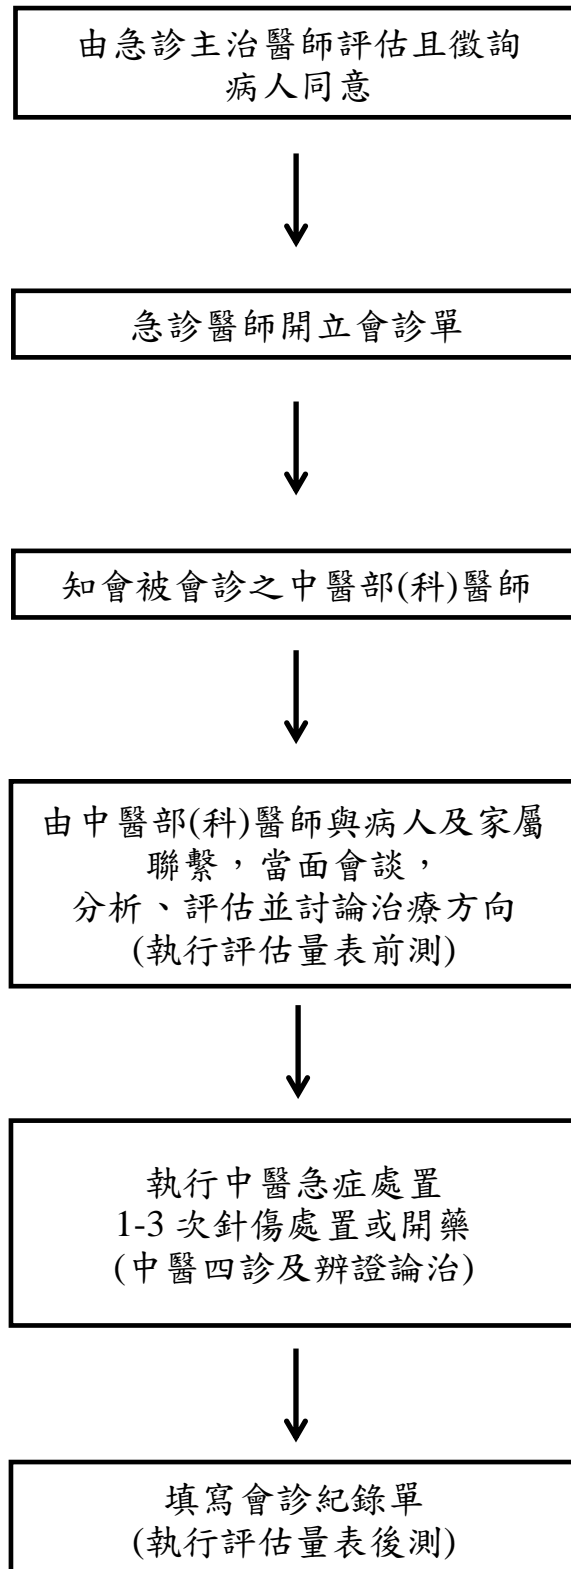 由急診主治醫師評估且徵詢
病人同意
急診醫師開立會診單
知會被會診之中醫部(科)醫師
由中醫部(科)醫師與病人及家屬
聯繫，當面會談，
分析、評估並討論治療方向
(執行評估量表前測)
執行中醫急症處置
1-3 次針傷處置或開藥
(中醫四診及辨證論治)
填寫會診紀錄單
(執行評估量表後測)